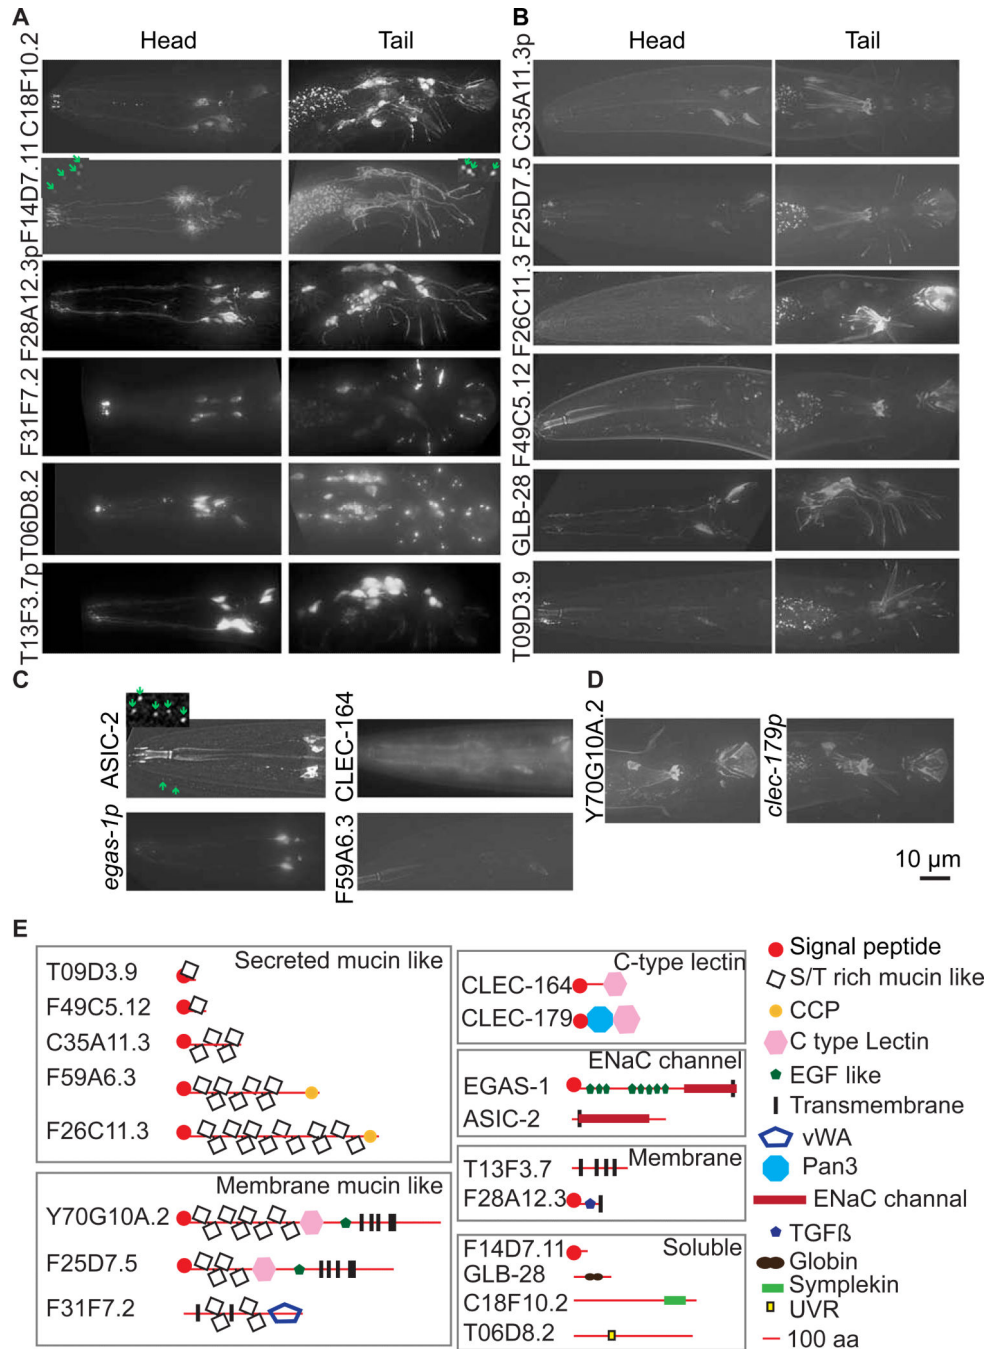 A
Head
Tail
C18F10.2
F14D7.11
F28A12.3p
F31F7.2
T06D8.2
T13F3.7p
B
Head
Tail
C35A11.3p
F25D7.5
F26C11.3
F49C5.12
GLB-28
T09D3.9
C
ASIC-2
CLEC-164
egas-1p
F59A6.3
D
Y70G10A.2
clec-179p
10 µm
E
Secreted mucin like
T09D3.9
F49C5.12
C35A11.3
F59A6.3
F26C11.3
Membrane mucin like
Y70G10A.2
F25D7.5
F31F7.2
C-type lectin
CLEC-164
CLEC-179
ENaC channel
EGAS-1
ASIC-2
Membrane
T13F3.7
F28A12.3
Soluble
F14D7.11
GLB-28
C18F10.2
T06D8.2
Signal peptide
S/T rich mucin like
CCP
C type Lectin
EGF like
Transmembrane
vWA
Pan3
ENaC channal
TGFß
Globin
Symplekin
UVR
100 aa